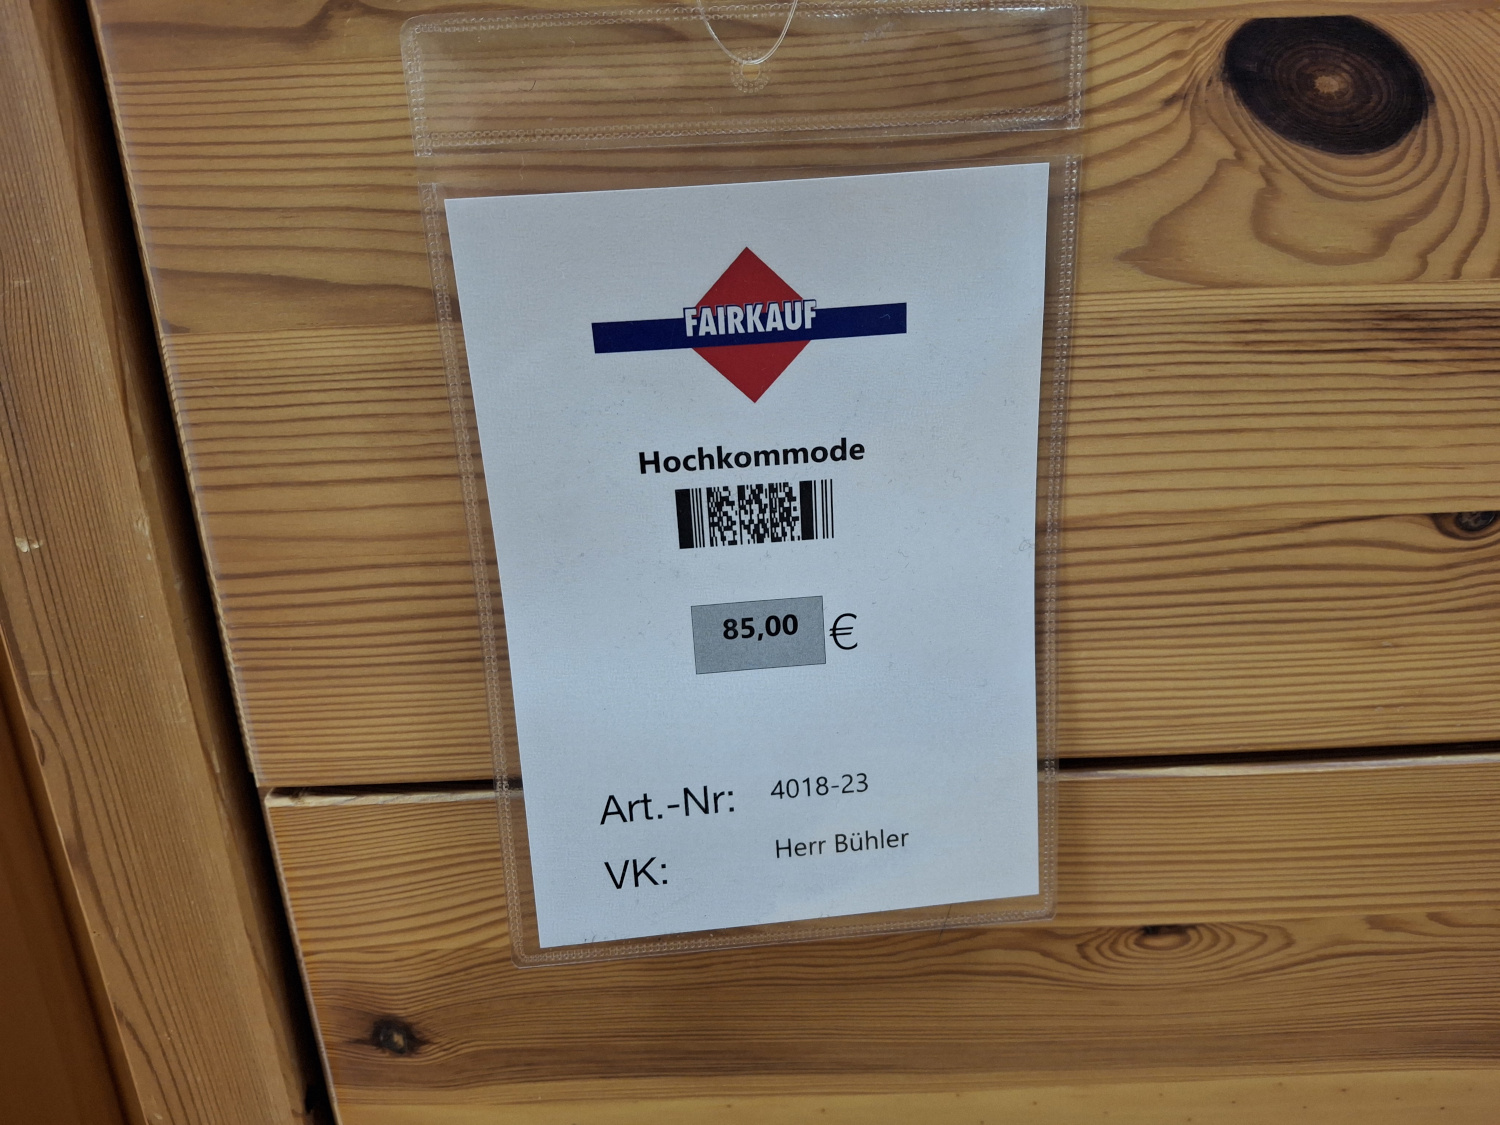 FAIRKAUF
Hochkommode
85,00 €
Art.-Nr: 4018-23
VK: Herr Bühler